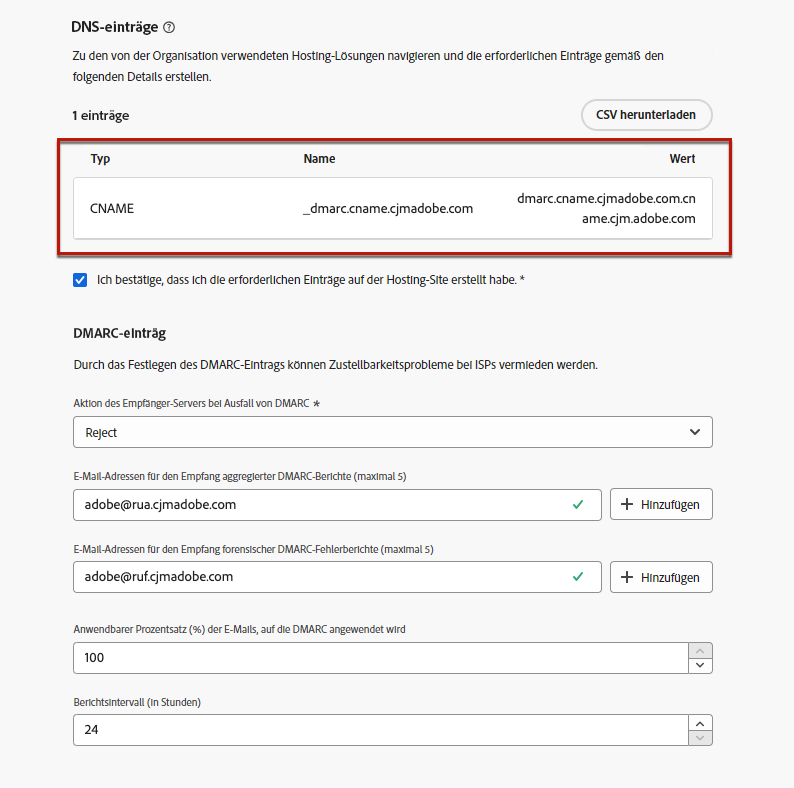 DNS-einträge
Zu den von der Organisation verwendeten Hosting-Lösungen navigieren und die erforderlichen Einträge gemäß den
folgenden Details erstellen.
1 einträge
CSV herunterladen
Typ Name Wert
CNAME _dmarc.cname.cjmadobe.com dmarc.cname.cjmadobe.com.cn
ame.cjm.adobe.com
Ich bestätige, dass ich die erforderlichen Einträge auf der Hosting-Site erstellt habe. *
DMARC-einträg
Durch das Festlegen des DMARC-Eintrags können Zustellbarkeitsprobleme bei ISPs vermieden werden.
Aktion des Empfänger-Servers bei Ausfall von DMARC *
Reject
E-Mail-Adressen für den Empfang aggregierter DMARC-Berichte (maximal 5)
adobe@rua.cjmadobe.com
+ Hinzufügen
E-Mail-Adressen für den Empfang forensischer DMARC-Fehlerberichte (maximal 5)
adobe@ruf.cjmadobe.com
+ Hinzufügen
Anwendbarer Prozentsatz (%) der E-Mails, auf die DMARC angewendet wird
100
Berichtsintervall (in Stunden)
24